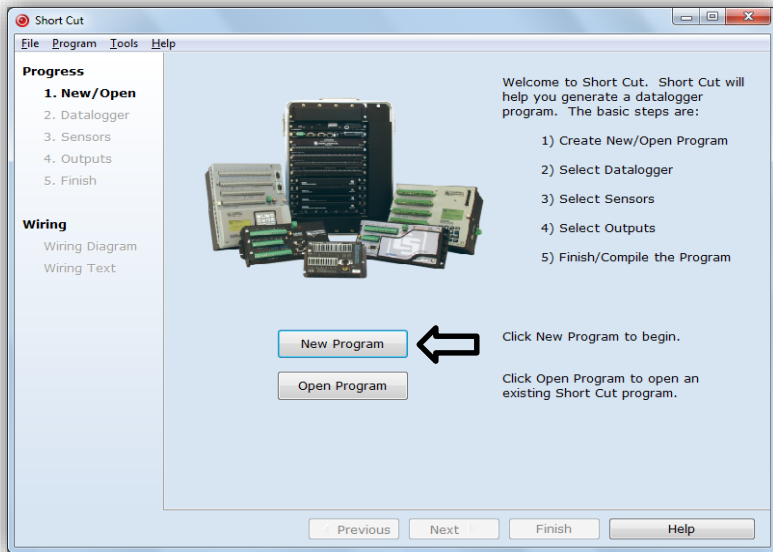 Short Cut
File Program Tools Help
Progress
1. New/Open
2. Datalogger
3. Sensors
4. Outputs
5. Finish
Wiring
Wiring Diagram
Wiring Text
Welcome to Short Cut. Short Cut will
help you generate a datalogger
program. The basic steps are:
1) Create New/Open Program
2) Select Datalogger
3) Select Sensors
4) Select Outputs
5) Finish/Compile the Program
New Program
Click New Program to begin.
Open Program
Click Open Program to open an
existing Short Cut program.
Previous Next Finish Help